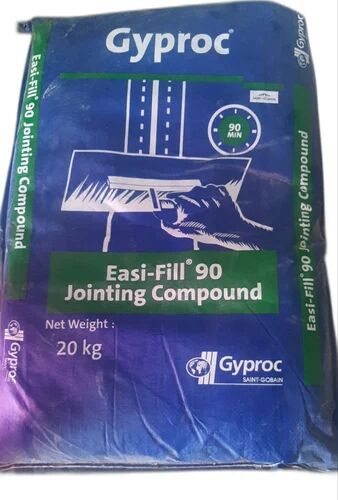 Gyproc®
Easi-Fill® 90 Jointing Compound
90
MIN
Easi-Fill® 90
Jointing Compound
Net Weight :
20 kg
Gyproc
SAINT-GOBAIN
Gyproc
Easi-Fill® 90 Jointing Compound